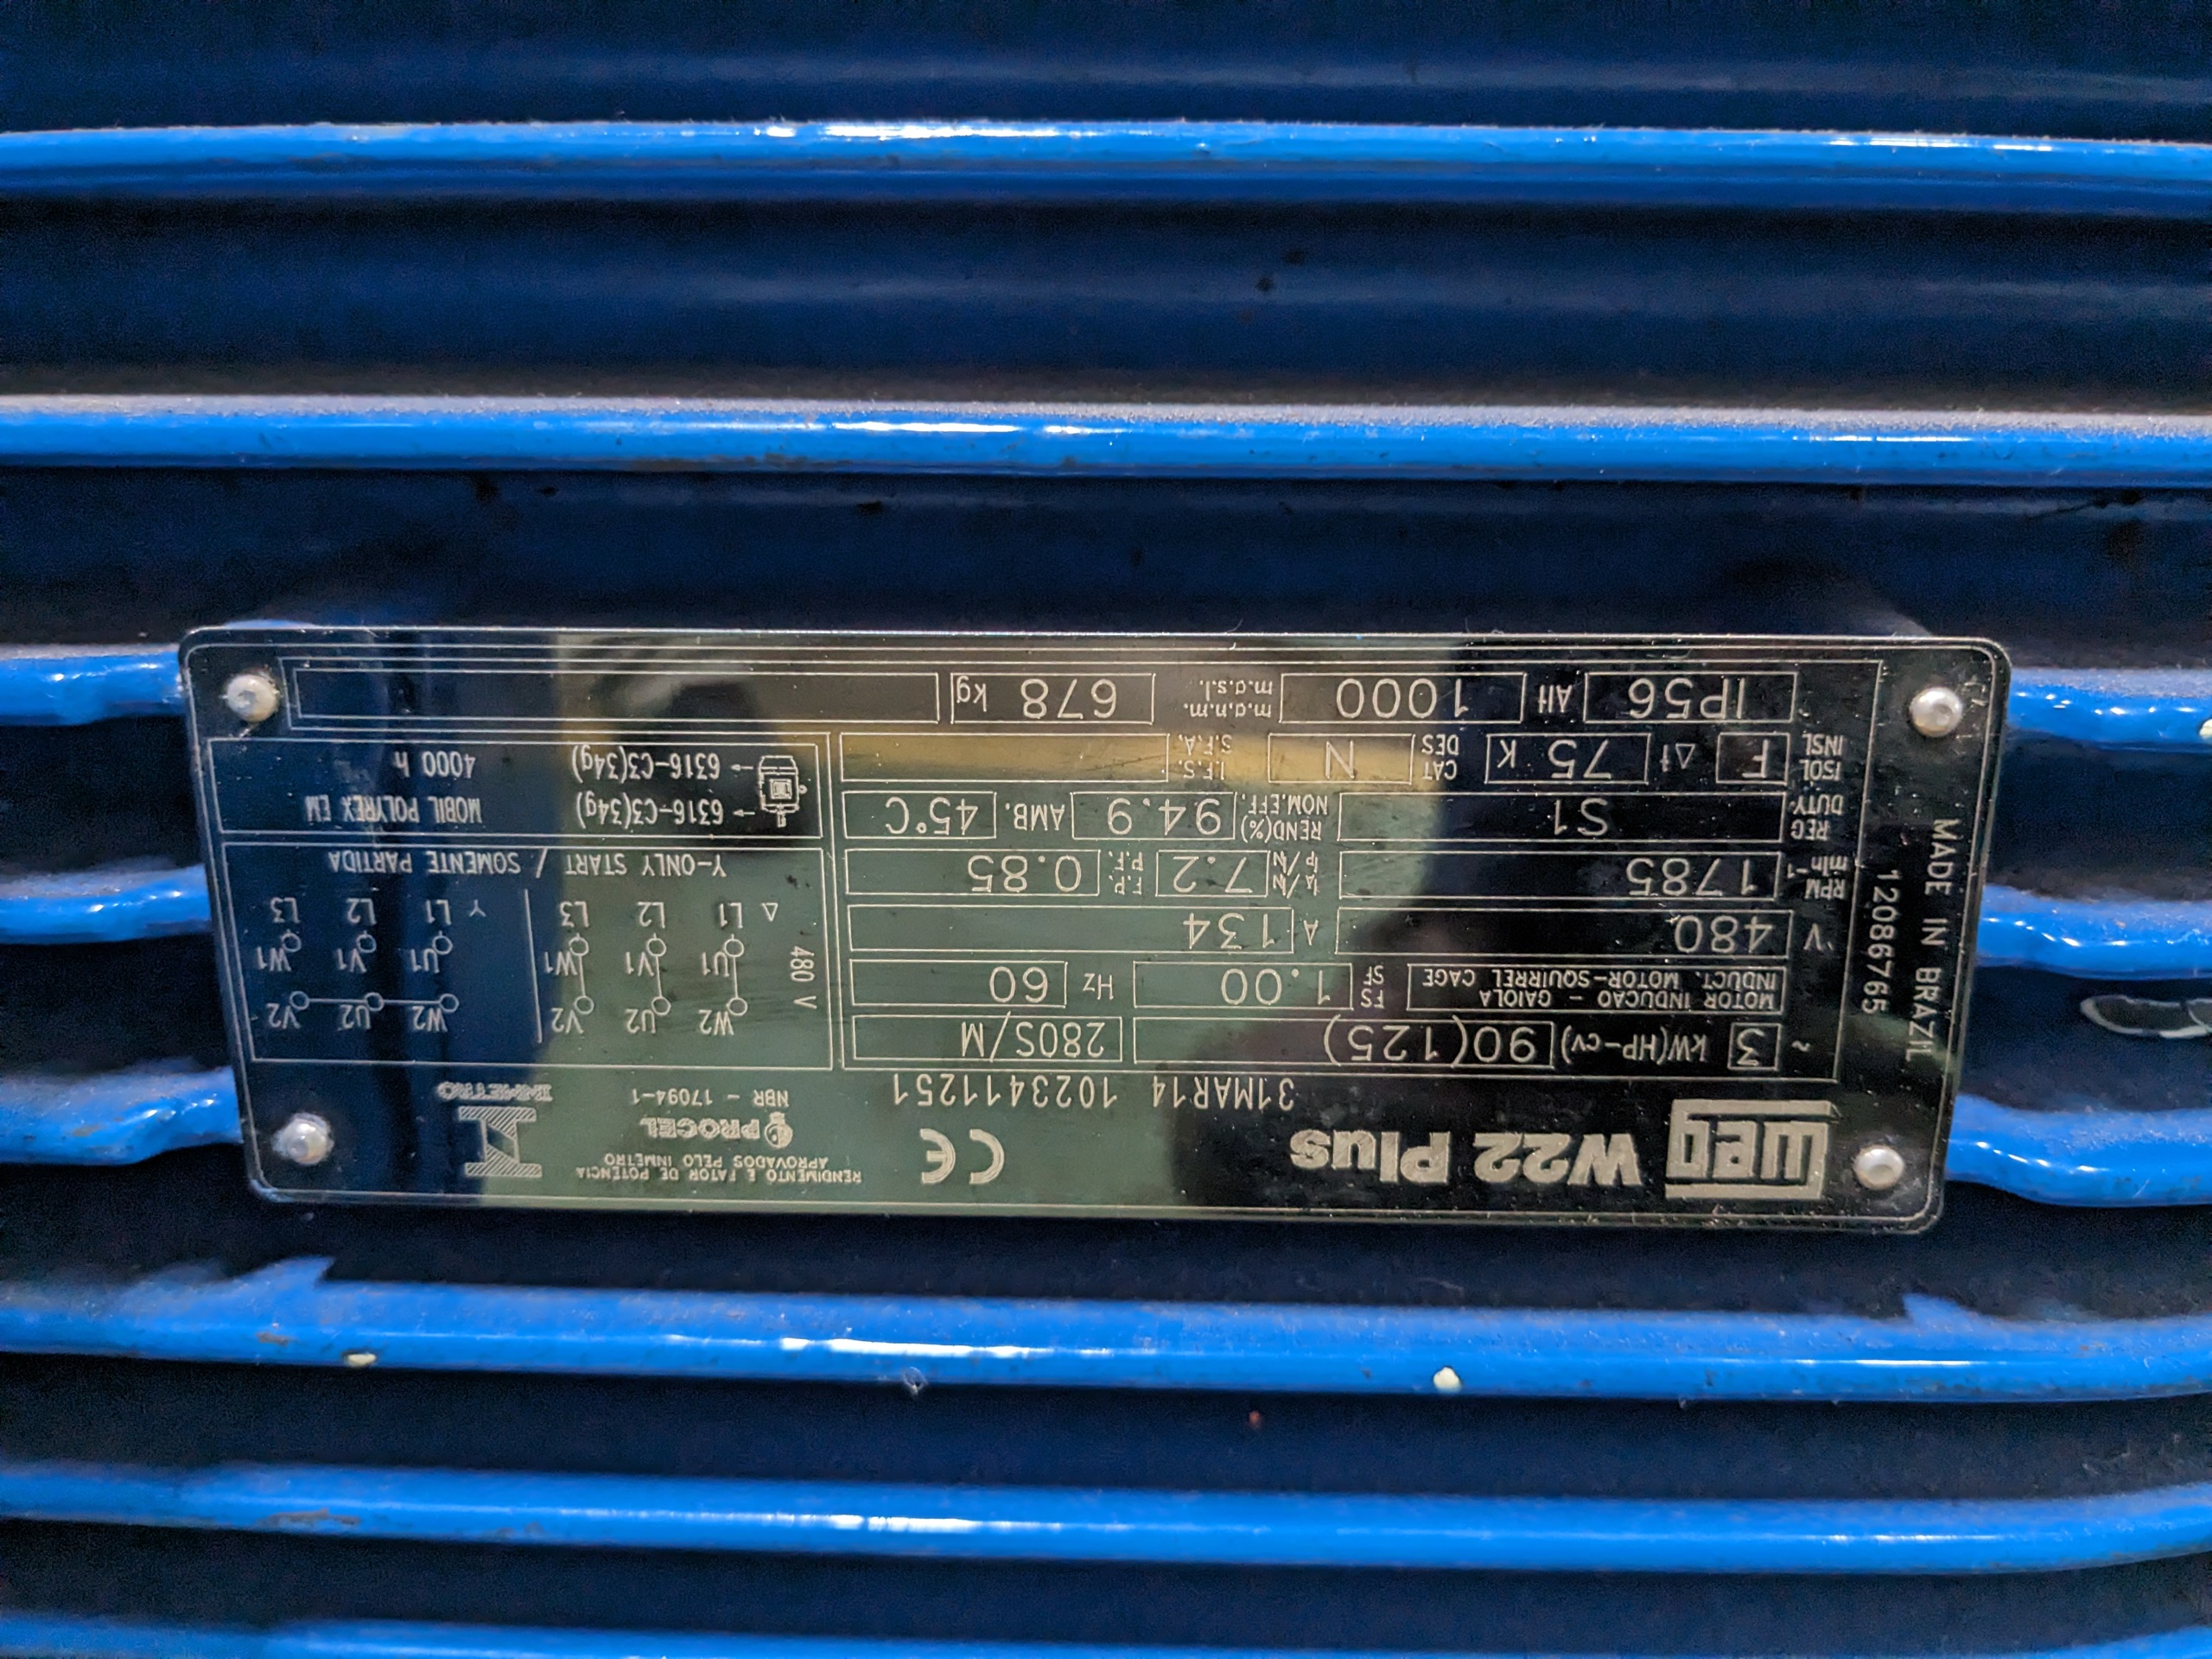 weg W22 Plus CE
RENDIMENTO E FATOR DE POTENCIA
APROVADOS PELO INMETRO
PROCEL
NBR - 17094-1
INMETRO
31MAR14 1023411251
~ 3 kW(HP-cv) 90(125) 280S/M
MOTOR INDUCAO - GAIOLA
INDUCT. MOTOR-SQUIRREL CAGE
FS
SF 1.00 Hz 60
V 480 A 134
RPM
min-1 1785
IA/IN
Ip/IN 7.2
F.P.
P.F. 0.85
REG
DUTY S1
REND(%)
NOM.EFF. 94.9 AMB. 45°C
ISOL
INSL F Δt 75 K
CAT
DES N
I.F.S.
S.F.A.
IP56 Alt 1000
m.a.n.m.
m.a.s.l. 678 kg
480 V
W2 U2 V2
U1 V1 W1
Δ L1 L2 L3
W2 U2 V2
U1 V1 W1
Y L1 L2 L3
Y-ONLY START / SOMENTE PARTIDA
6316-C3(34g) MOBIL POLYREX EM
6316-C3(34g) 4000 h
MADE IN BRAZIL
12086765